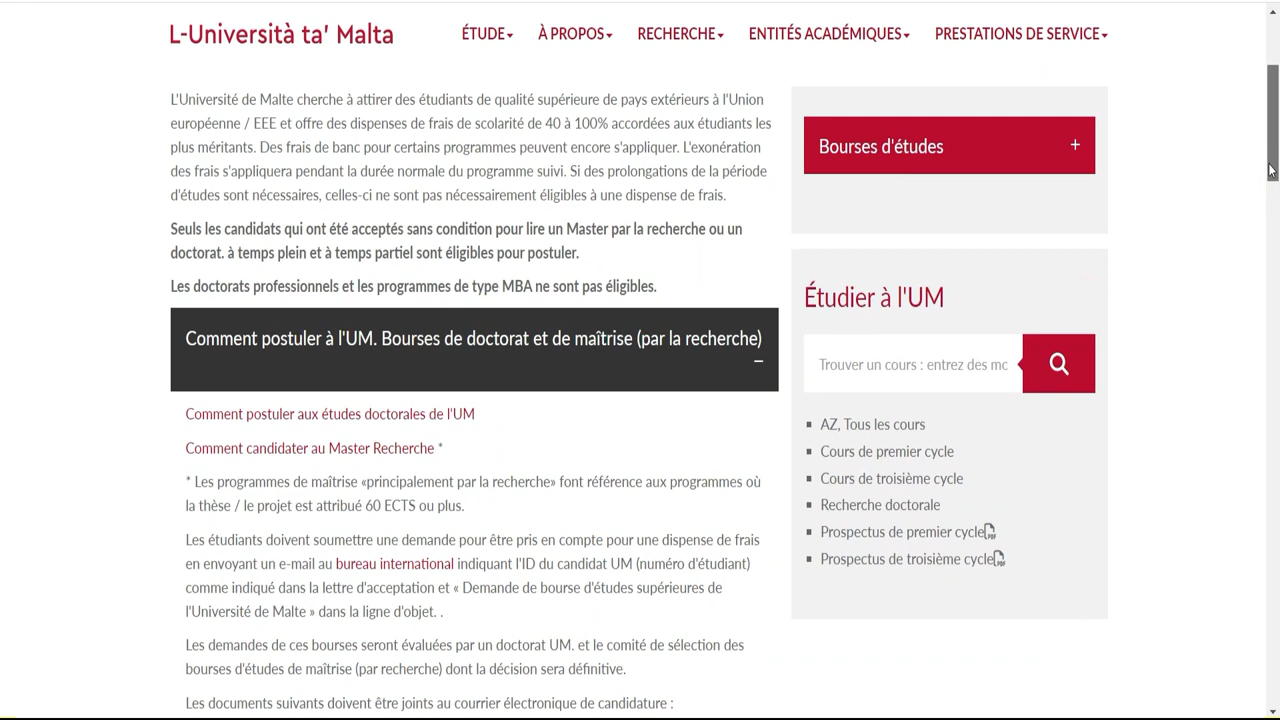 L-Università ta' Malta
ÉTUDE
À PROPOS
RECHERCHE
ENTITÉS ACADÉMIQUES
PRESTATIONS DE SERVICE
L'Université de Malte cherche à attirer des étudiants de qualité supérieure de pays extérieurs à l'Union
européenne / EEE et offre des dispenses de frais de scolarité de 40 à 100% accordées aux étudiants les
plus méritants. Des frais de banc pour certains programmes peuvent encore s'appliquer. L'exonération
des frais s'appliquera pendant la durée normale du programme suivi. Si des prolongations de la période
d'études sont nécessaires, celles-ci ne sont pas nécessairement éligibles à une dispense de frais.
Seuls les candidats qui ont été acceptés sans condition pour lire un Master par la recherche ou un
doctorat. à temps plein et à temps partiel sont éligibles pour postuler.
Les doctorats professionnels et les programmes de type MBA ne sont pas éligibles.
Comment postuler à l'UM. Bourses de doctorat et de maîtrise (par la recherche)
–
Comment postuler aux études doctorales de l'UM
Comment candidater au Master Recherche *
* Les programmes de maîtrise «principalement par la recherche» font référence aux programmes où
la thèse / le projet est attribué 60 ECTS ou plus.
Les étudiants doivent soumettre une demande pour être pris en compte pour une dispense de frais
en envoyant un e-mail au bureau international indiquant l'ID du candidat UM (numéro d'étudiant)
comme indiqué dans la lettre d'acceptation et « Demande de bourse d'études supérieures de
l'Université de Malte » dans la ligne d'objet. .
Les demandes de ces bourses seront évaluées par un doctorat UM. et le comité de sélection des
bourses d'études de maîtrise (par recherche) dont la décision sera définitive.
Les documents suivants doivent être joints au courrier électronique de candidature :
Bourses d'études +
Étudier à l'UM
Trouver un cours : entrez des mc
AZ, Tous les cours
Cours de premier cycle
Cours de troisième cycle
Recherche doctorale
Prospectus de premier cycle
Prospectus de troisième cycle